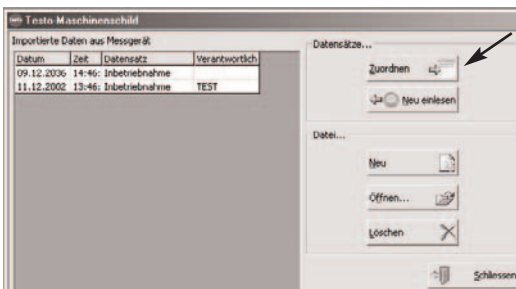 Testo Maschinenschild
Importierte Daten aus Messgerät
Datum Zeit Datensatz Verantwortlich
09.12.2036 14:46: Inbetriebnahme
11.12.2002 13:46: Inbetriebnahme TEST
Datensätze...
Zuordnen
Neu einlesen
Datei...
Neu
Öffnen...
Löschen
Schliessen